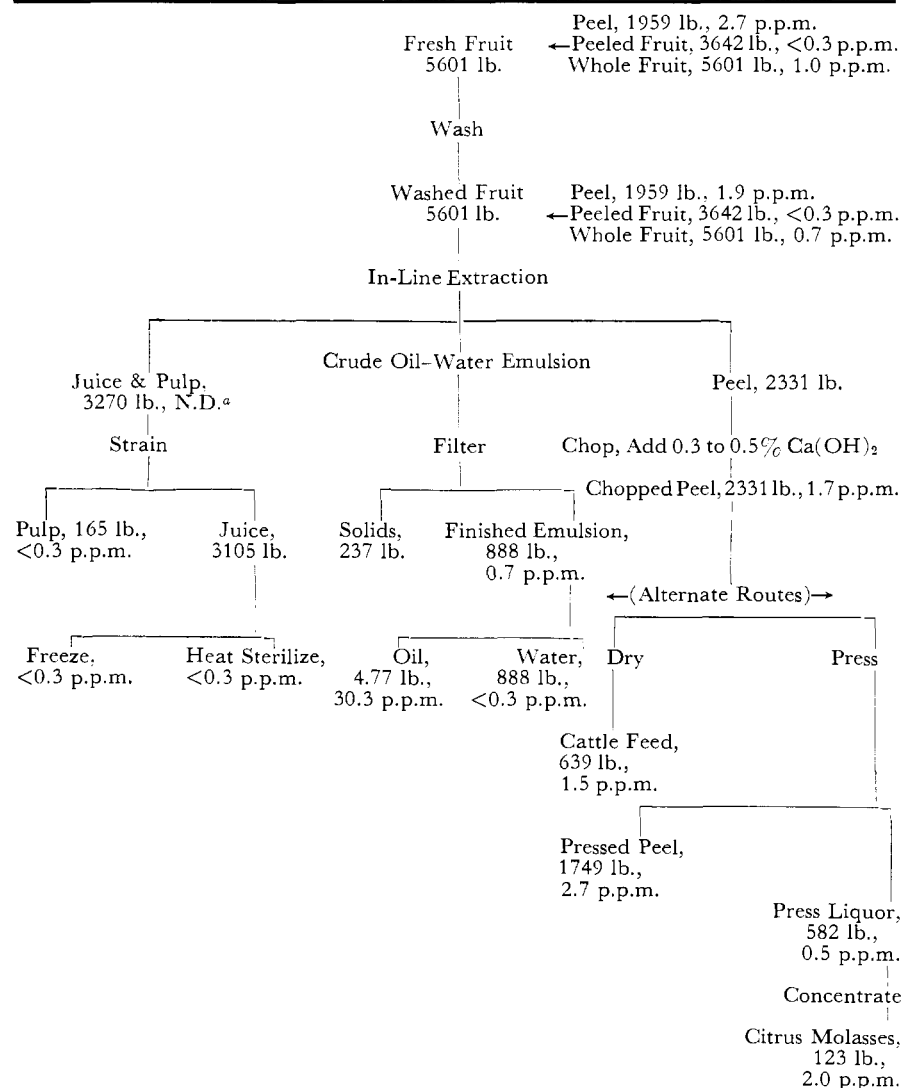 Peel, 1959 lb., 2.7 p.p.m.
Fresh Fruit ←Peeled Fruit, 3642 lb., <0.3 p.p.m.
5601 lb. Whole Fruit, 5601 lb., 1.0 p.p.m.
Wash
Washed Fruit Peel, 1959 lb., 1.9 p.p.m.
5601 lb. ←Peeled Fruit, 3642 lb., <0.3 p.p.m.
Whole Fruit, 5601 lb., 0.7 p.p.m.
In-Line Extraction
Crude Oil–Water Emulsion
Juice & Pulp,
3270 lb., N.D.ᵃ
Peel, 2331 lb.
Strain
Filter
Chop, Add 0.3 to 0.5% Ca(OH)₂
Chopped Peel, 2331 lb., 1.7 p.p.m.
Pulp, 165 lb.,
<0.3 p.p.m.
Juice,
3105 lb.
Solids,
237 lb.
Finished Emulsion,
888 lb.,
0.7 p.p.m.
←(Alternate Routes)→
Freeze,
<0.3 p.p.m.
Heat Sterilize,
<0.3 p.p.m.
Oil,
4.77 lb.,
30.3 p.p.m.
Water,
888 lb.,
<0.3 p.p.m.
Dry
Press
Cattle Feed,
639 lb.,
1.5 p.p.m.
Pressed Peel,
1749 lb.,
2.7 p.p.m.
Press Liquor,
582 lb.,
0.5 p.p.m.
Concentrate
Citrus Molasses,
123 lb.,
2.0 p.p.m.